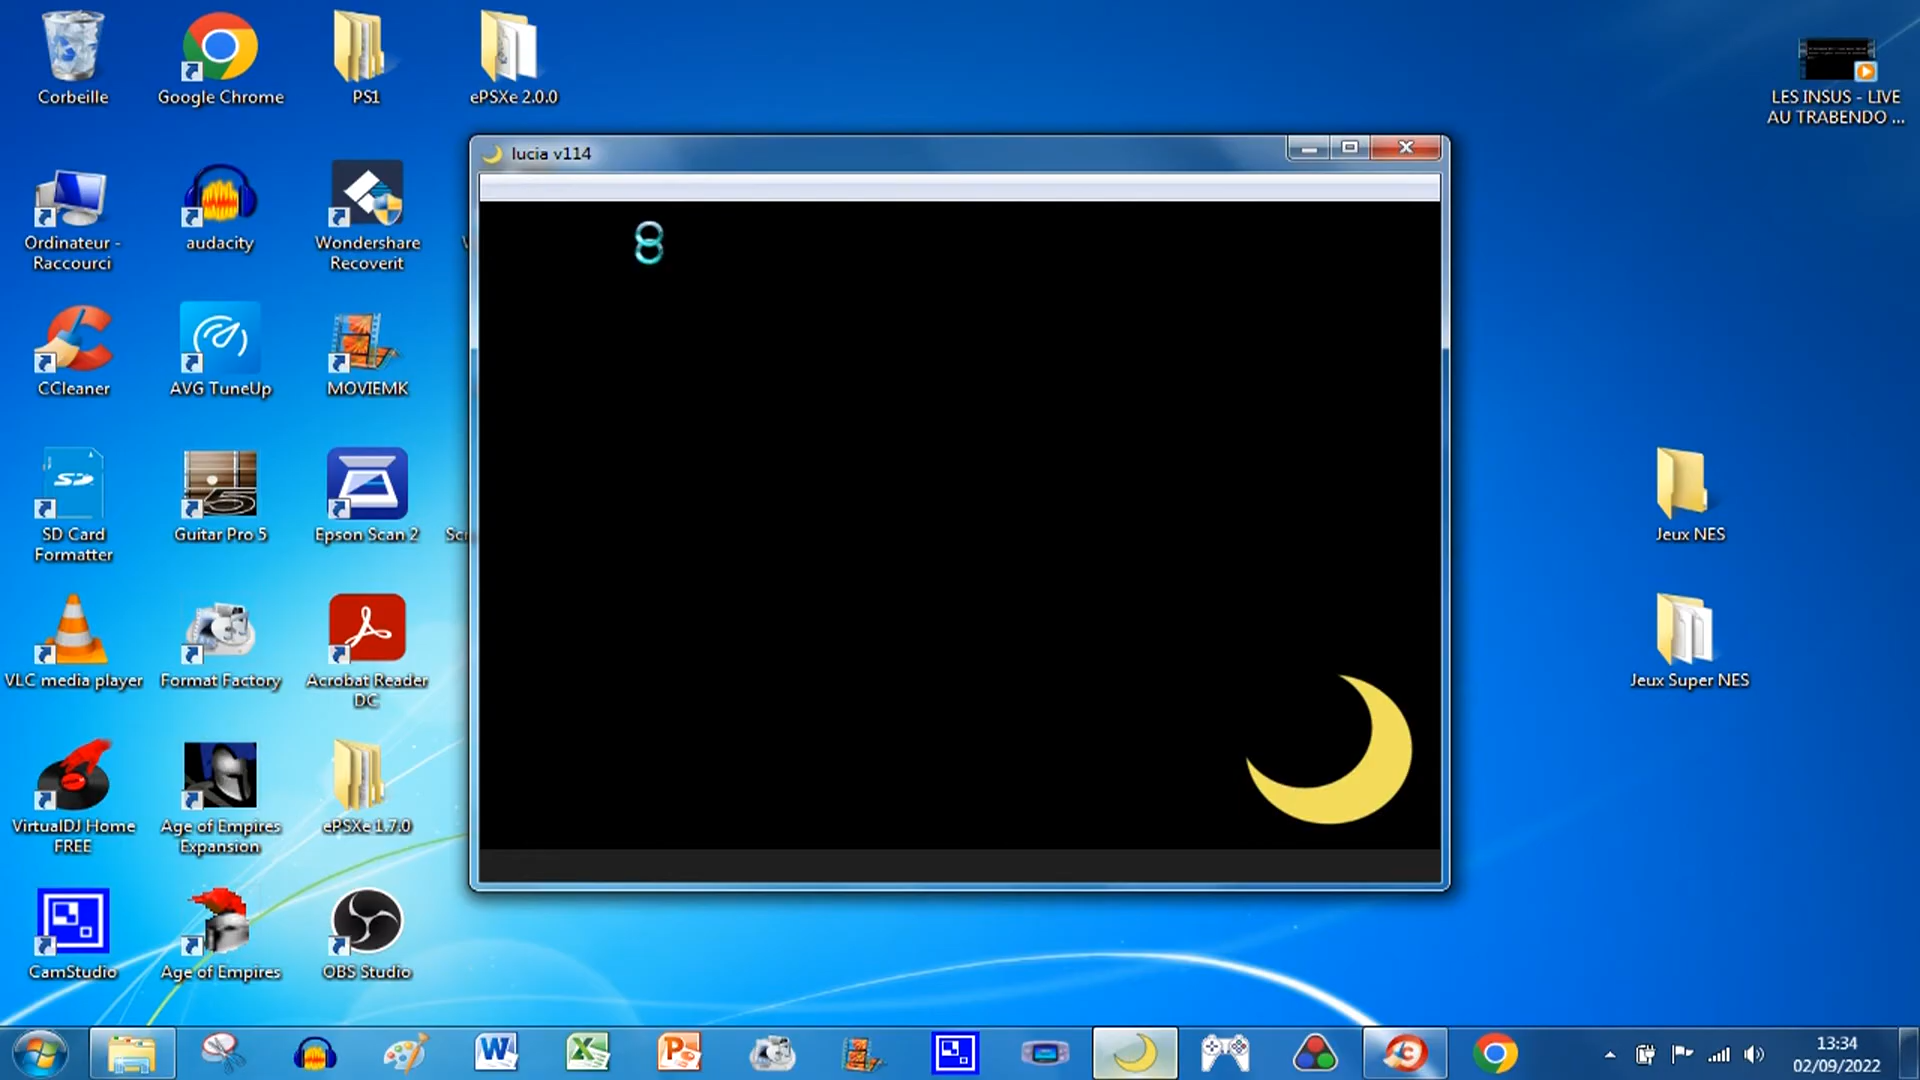 Corbeille
Google Chrome
PS1
ePSXe 2.0.0
LES INSUS - LIVE
AU TRABENDO ...
lucia v114
Ordinateur -
Raccourci
audacity
Wondershare
Recoverit
CCleaner
AVG TuneUp
MOVIEMK
SD Card
Formatter
Guitar Pro 5
Epson Scan 2
Jeux NES
VLC media player
Format Factory
Acrobat Reader
DC
Jeux Super NES
VirtualDJ Home
FREE
Age of Empires
Expansion
ePSXe 1.7.0
CamStudio
Age of Empires
OBS Studio
13:34
02/09/2022